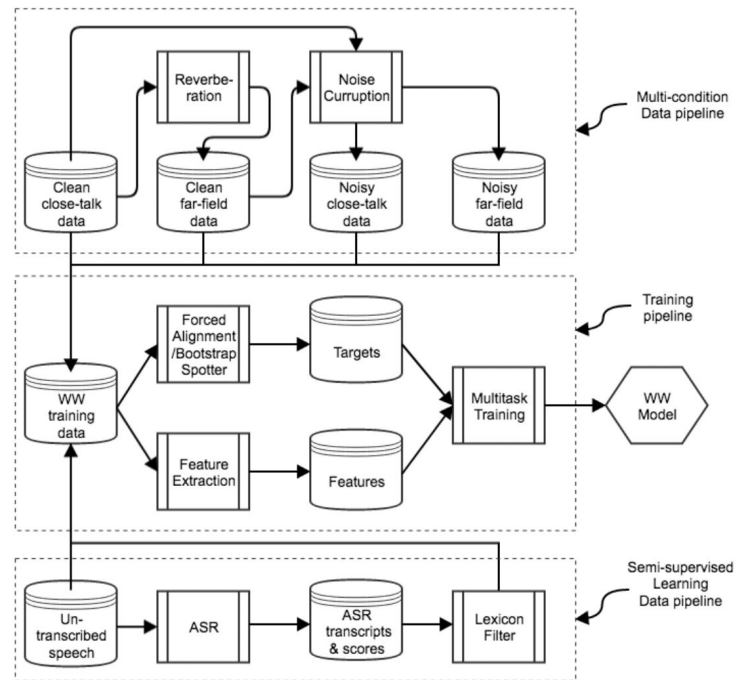 Reverbe-
ration
Noise
Curruption
Multi-condition
Data pipeline
Clean
close-talk
data
Clean
far-field
data
Noisy
close-talk
data
Noisy
far-field
data
Forced
Alignment
/Bootstrap
Spotter
Targets
Training
pipeline
WW
training
data
Multitask
Training
WW
Model
Feature
Extraction
Features
Semi-supervised
Learning
Data pipeline
Un-
transcribed
speech
ASR
ASR
transcripts
& scores
Lexicon
Filter